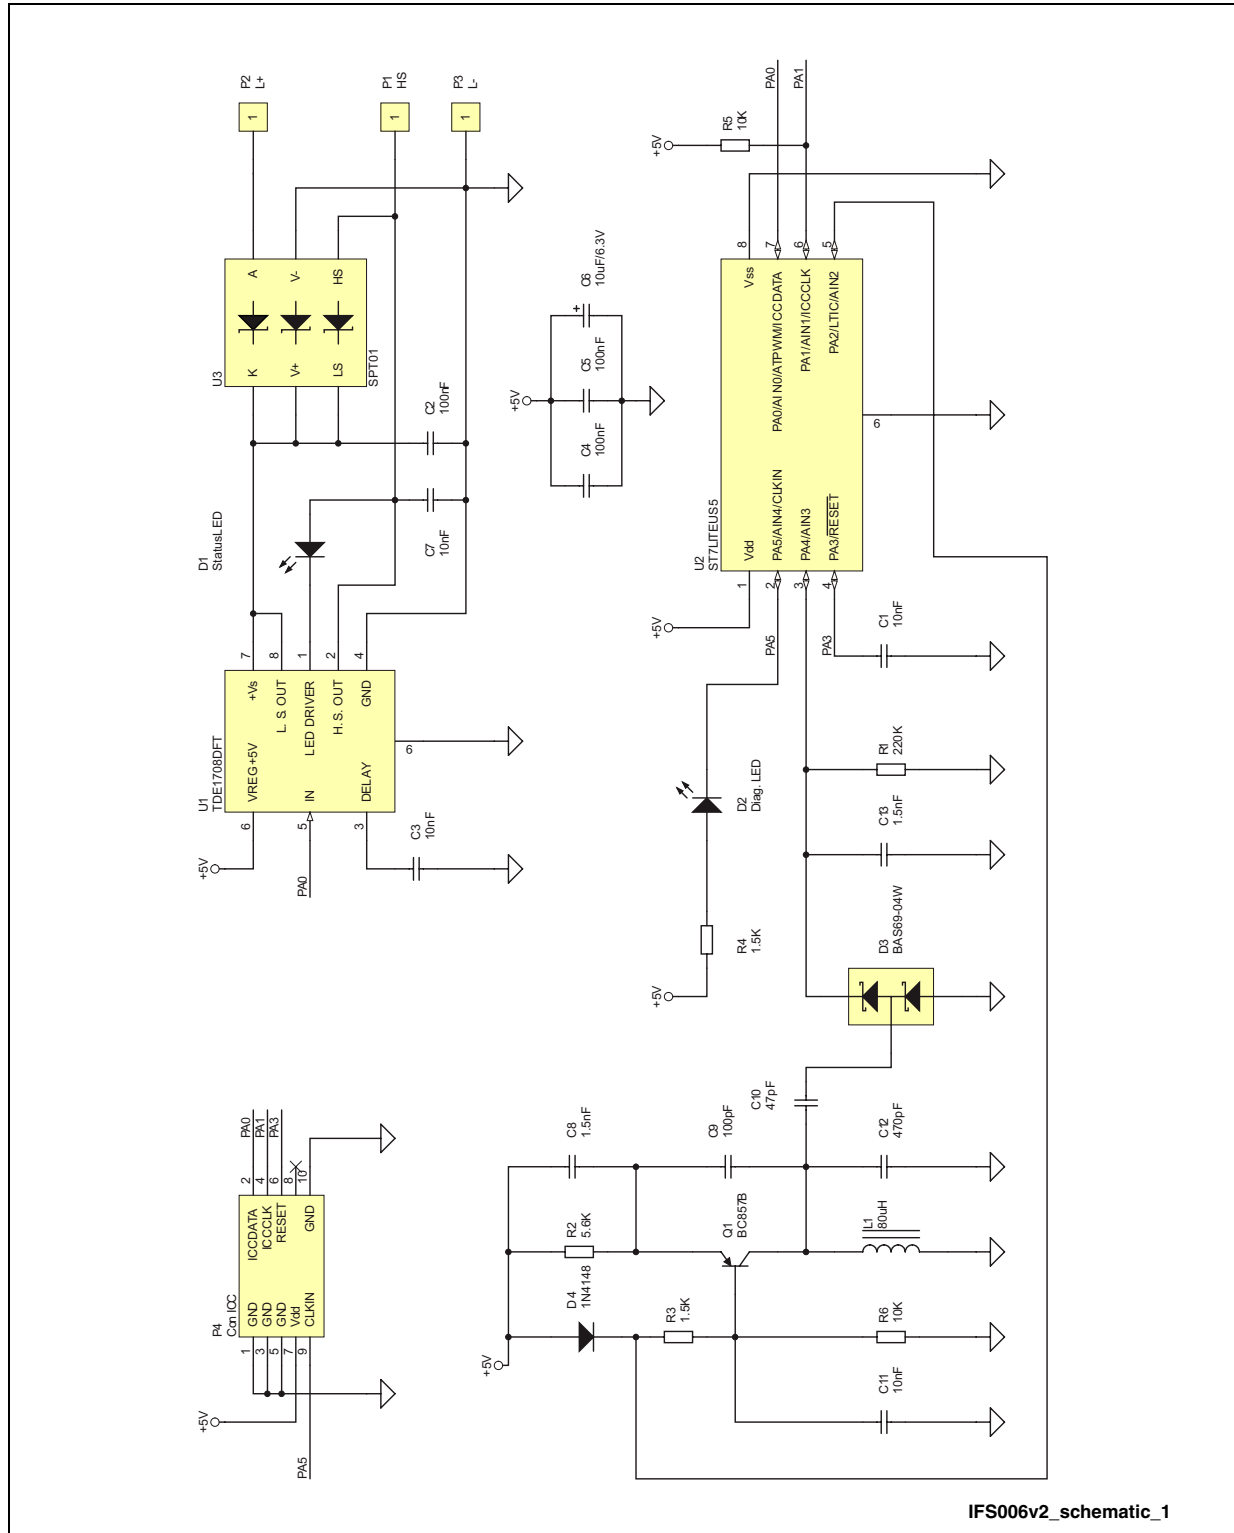 P2
L+
P1
HS
P3
L-
1
1
1
U3
SPT01
K
A
V+
V-
LS
HS
C2
100nF
C7
10nF
D1
StatusLED
U1
TDE1708DFT
VREG+5V
IN
DELAY
+Vs
L. S. OUT
LED DRIVER
H.S. OUT
GND
6
5
3
7
8
1
2
4
6
+5V
PA0
C3
10nF
+5V
C4
100nF
C5
100nF
C6
10uF/6.3V
+
PA0
PA1
+5V
R5
10K
U2
ST7LITEUS5
Vdd
PA5/AIN4/CLKIN
PA4/AIN3
PA3/RESET
Vss
PA0/AIN0/ATPWM/ICCDATA
PA1/AIN1/ICCCLK
PA2/LTIC/AIN2
1
2
3
4
8
7
6
5
6
+5V
PA5
PA3
C1
10nF
D2
Diag. LED
R4
1.5K
+5V
R1
220K
C13
1.5nF
D3
BAS69-04W
C10
47pF
P4
Con ICC
GND
GND
GND
Vdd
CLKIN
ICCDATA
ICCCLK
RESET
GND
1
3
5
7
9
2
4
6
8
10
PA0
PA1
PA3
+5V
PA5
C8
1.5nF
C9
100pF
C12
470pF
R2
5.6K
Q1
BC857B
L1
80uH
D4
1N4148
R3
1.5K
R6
10K
C11
10nF
+5V
IFS006v2_schematic_1